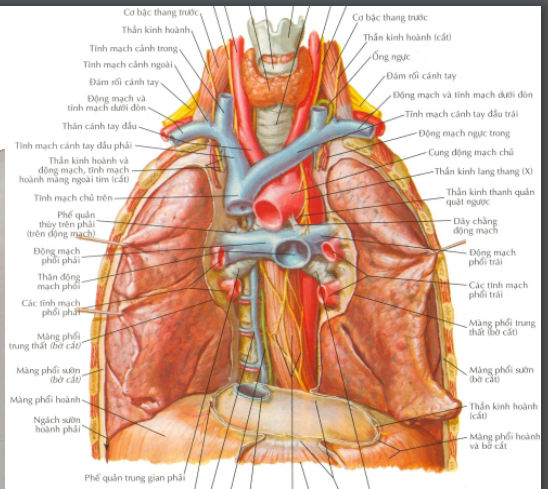 Cơ bậc thang trước
Thần kinh hoành
Tĩnh mạch cảnh trong
Tĩnh mạch cảnh ngoài
Đám rối cánh tay
Động mạch và
tĩnh mạch dưới đòn
Thân cánh tay đầu
Tĩnh mạch cánh tay đầu phải
Thần kinh hoành và
động mạch, tĩnh mạch
hoành màng ngoài tim (cắt)
Tĩnh mạch chủ trên
Phế quản
thùy trên phải
(trên động mạch)
Động mạch
phổi phải
Thân động
mạch phổi
Các tĩnh mạch
phổi phải
Màng phổi
trung thất (bờ cắt)
Màng phổi sườn
(bờ cắt)
Màng phổi hoành
Ngách sườn
hoành phải
Phế quản trung gian phải
Cơ bậc thang trước
Thần kinh hoành (cắt)
Ống ngực
Đám rối cánh tay
Động mạch và tĩnh mạch dưới đòn
Tĩnh mạch cánh tay đầu trái
Động mạch ngực trong
Cung động mạch chủ
Thần kinh lang thang (X)
Thần kinh thanh quản
quặt ngược
Dây chằng
động mạch
Động mạch
phổi trái
Các tĩnh mạch
phổi trái
Màng phổi trung
thất (bờ cắt)
Màng phổi sườn
(bờ cắt)
Thần kinh hoành
(cắt)
Màng phổi hoành
và bờ cắt